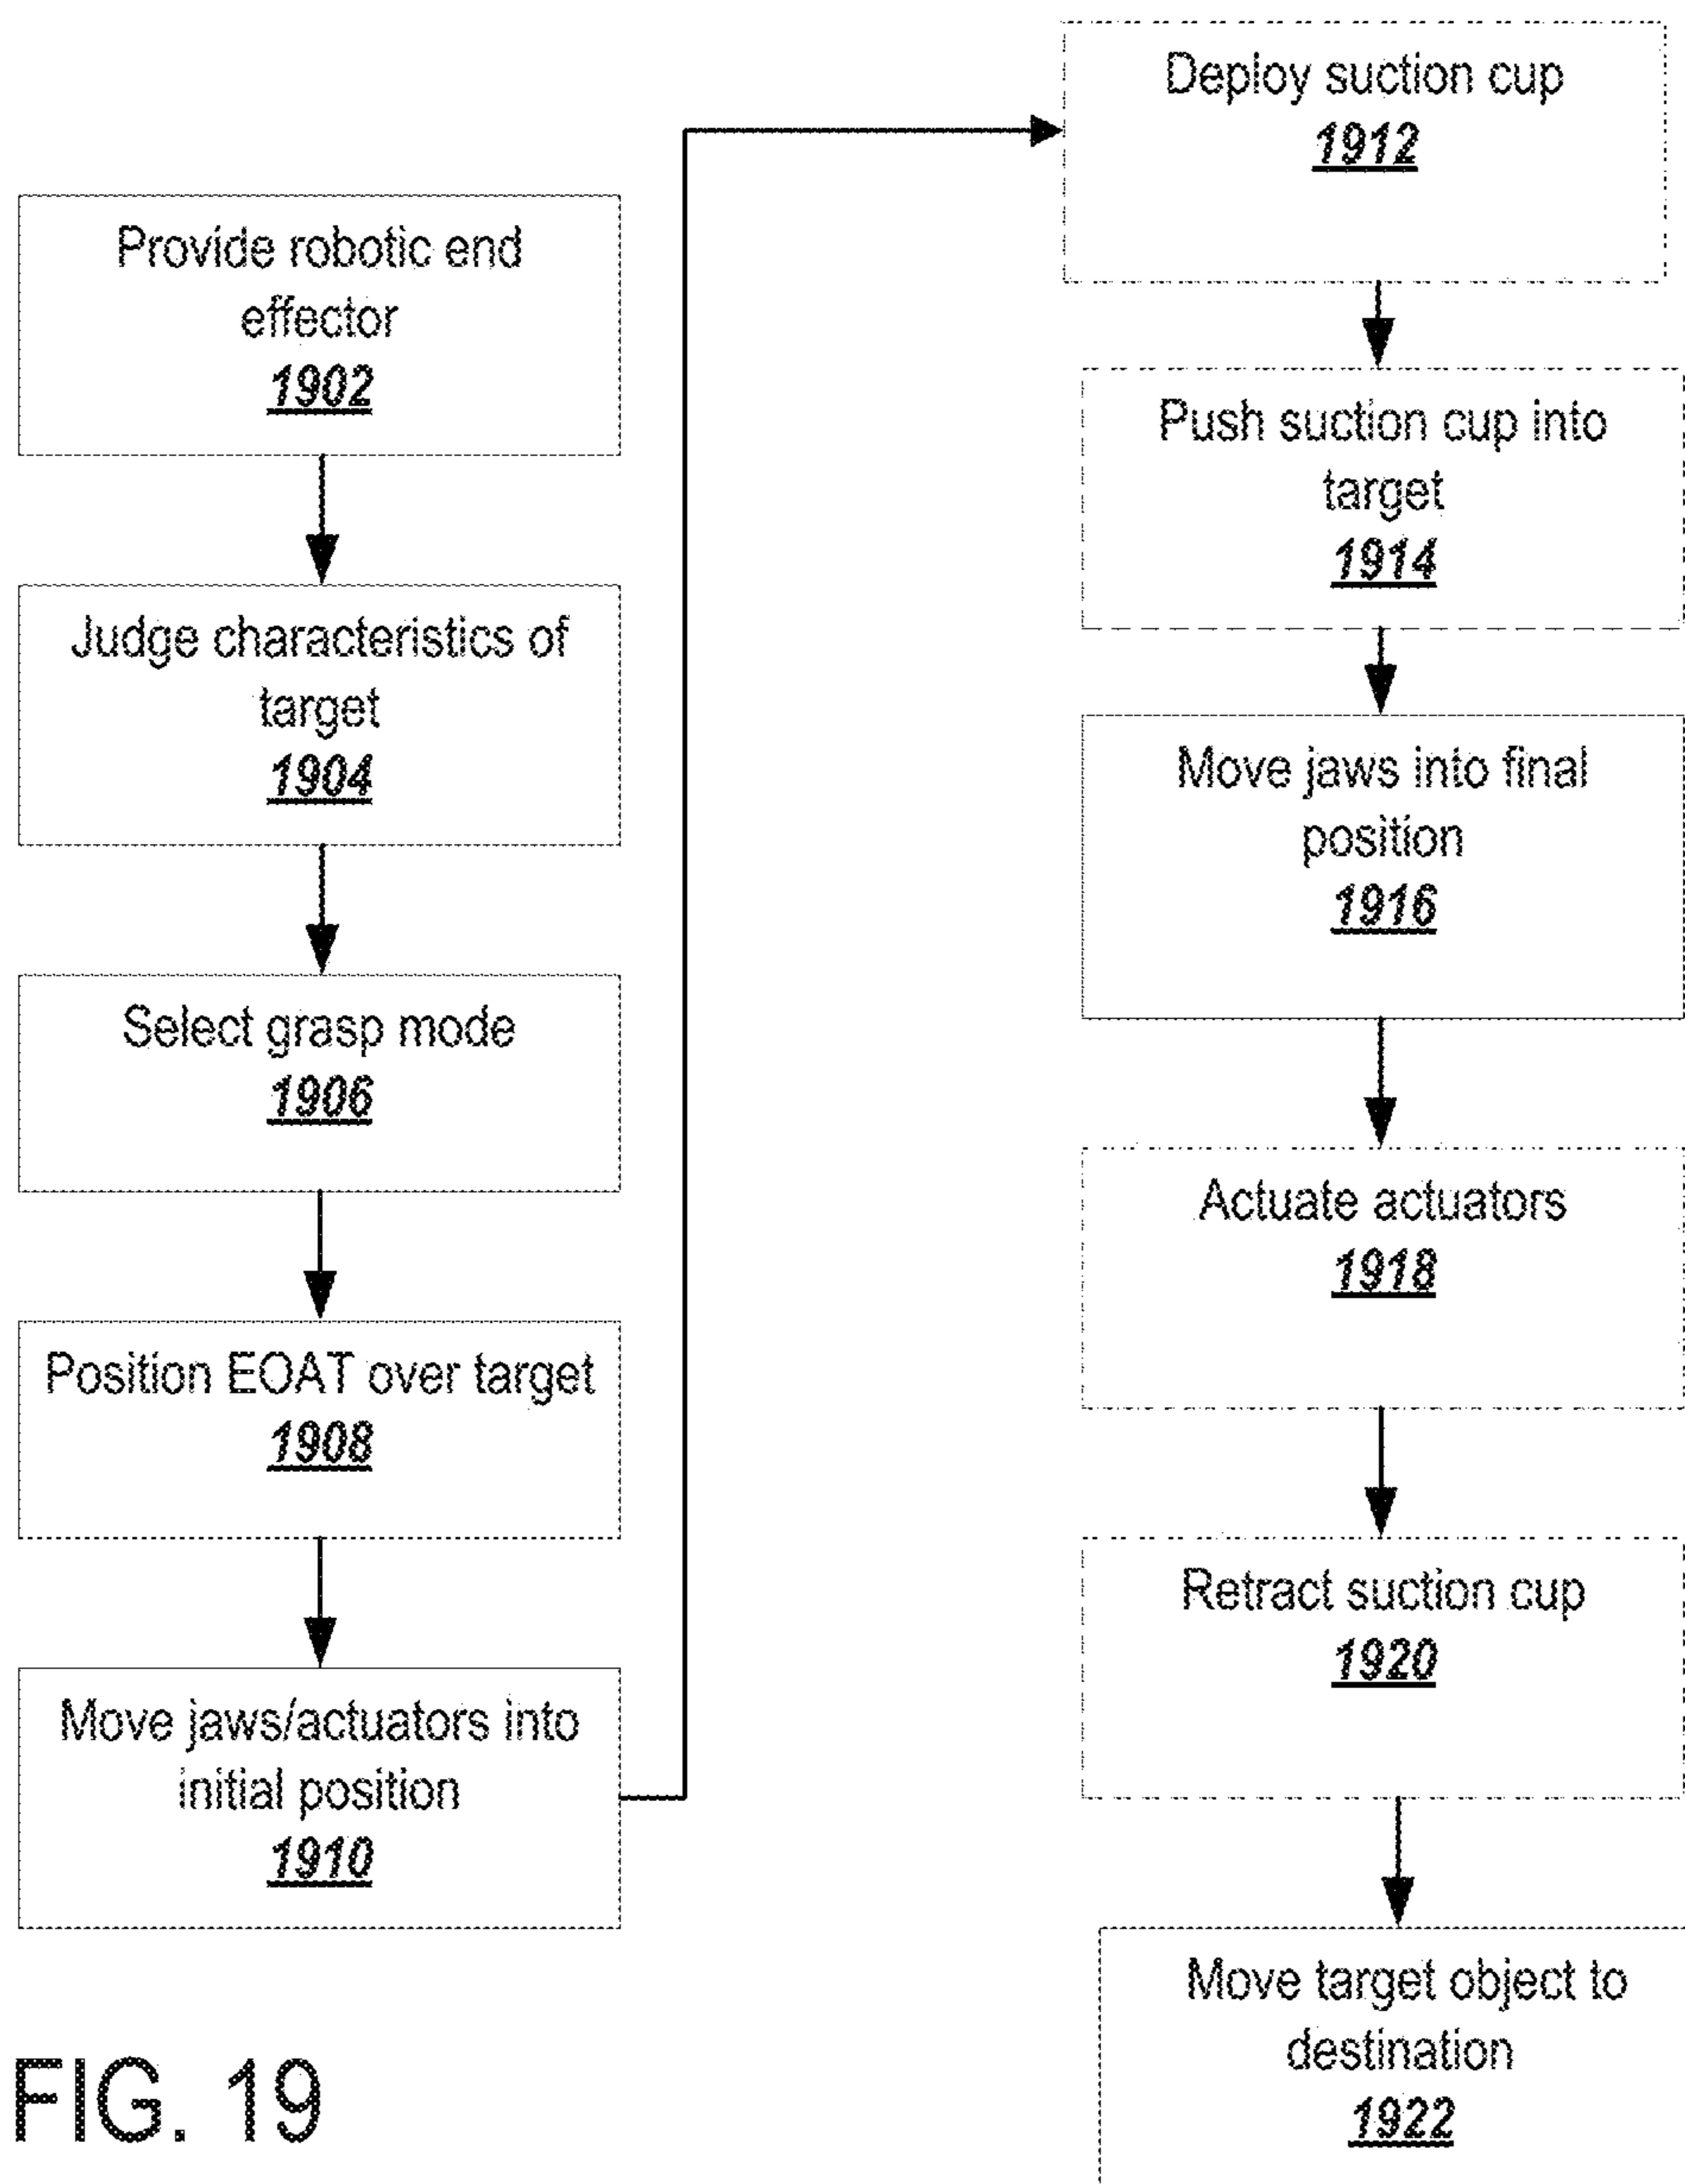 Provide robotic end
effector
1902
Judge characteristics of
target
1904
Select grasp mode
1906
Position EOAT over target
1908
Move jaws/actuators into
initial position
1910
Deploy suction cup
1912
Push suction cup into
target
1914
Move jaws into final
position
1916
Actuate actuators
1918
Retract suction cup
1920
Move target object to
destination
1922
FIG. 19